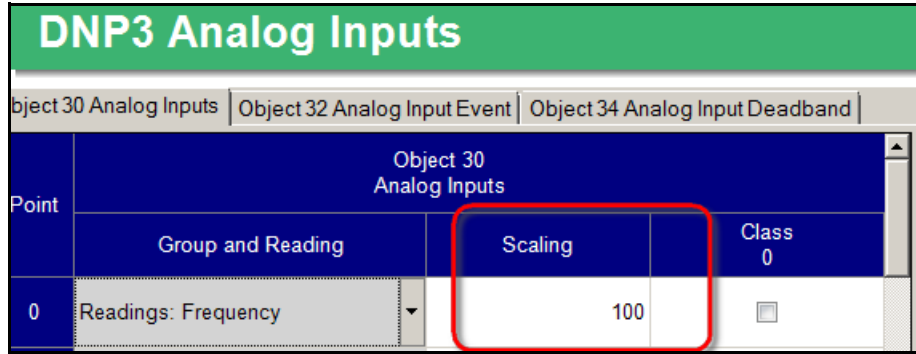 DNP3 Analog Inputs
bject 30 Analog Inputs Object 32 Analog Input Event Object 34 Analog Input Deadband
Point
Object 30
Analog Inputs
Group and Reading Scaling Class
0
0 Readings: Frequency 100